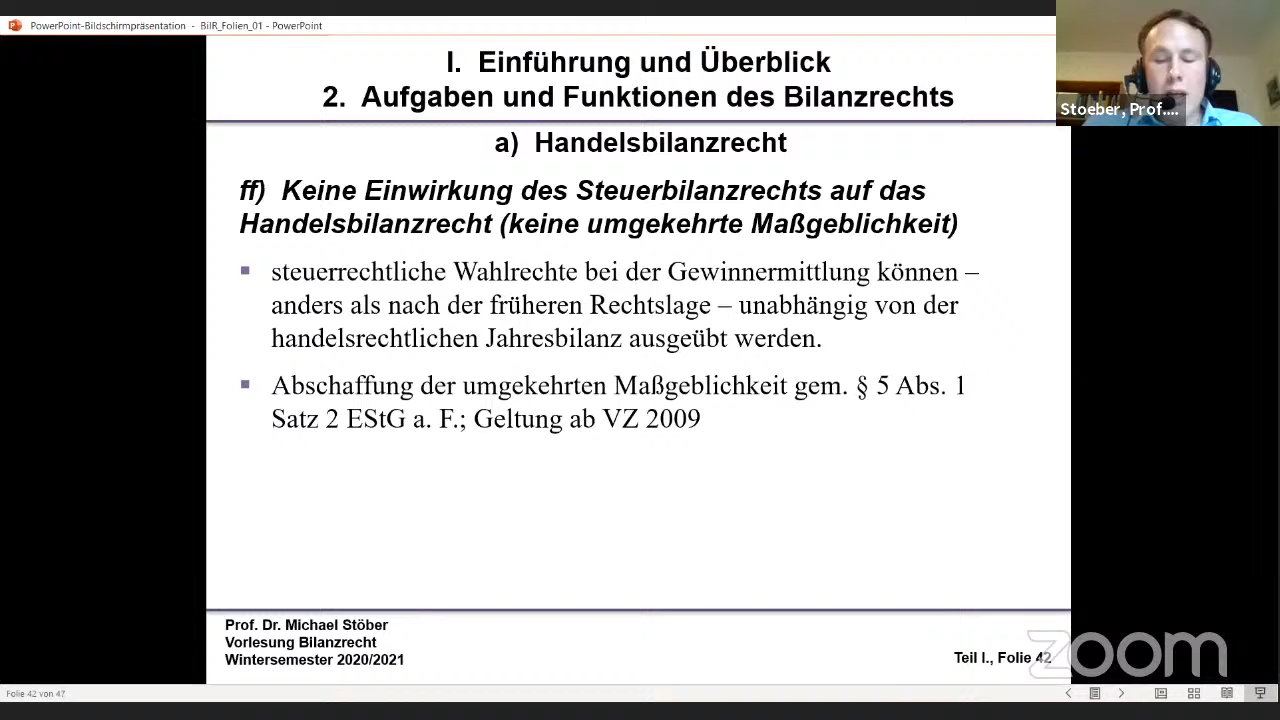 PowerPoint-Bildschirmpräsentation - BilR_Folien_01 - PowerPoint
I. Einführung und Überblick
2. Aufgaben und Funktionen des Bilanzrechts
Stoeber, Prof....
a) Handelsbilanzrecht
ff) Keine Einwirkung des Steuerbilanzrechts auf das
Handelsbilanzrecht (keine umgekehrte Maßgeblichkeit)
▪ steuerrechtliche Wahlrechte bei der Gewinnermittlung können –
anders als nach der früheren Rechtslage – unabhängig von der
handelsrechtlichen Jahresbilanz ausgeübt werden.
▪ Abschaffung der umgekehrten Maßgeblichkeit gem. § 5 Abs. 1
Satz 2 EStG a. F.; Geltung ab VZ 2009
Prof. Dr. Michael Stöber
Vorlesung Bilanzrecht
Wintersemester 2020/2021
Teil I., Folie 42
zoom
Folie 42 von 47